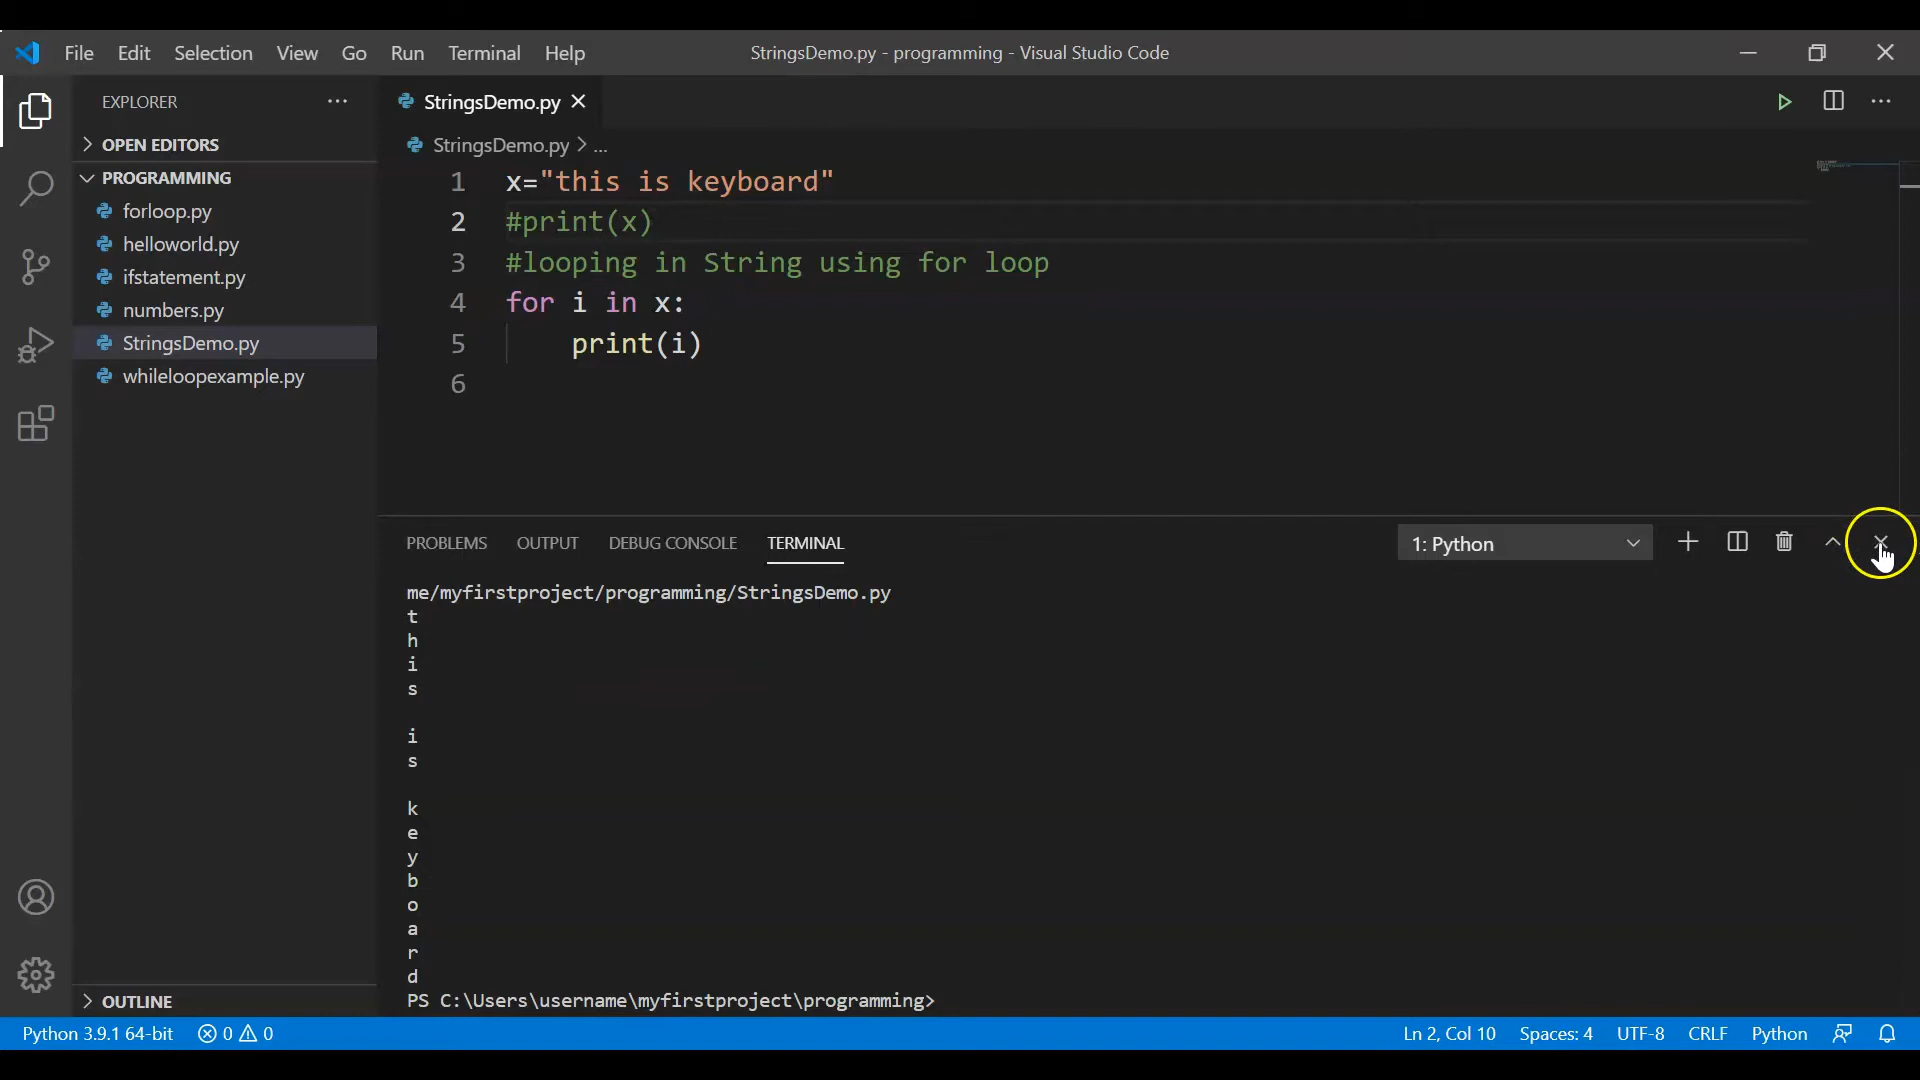 File Edit Selection View Go Run Terminal Help StringsDemo.py - programming - Visual Studio Code
EXPLORER
OPEN EDITORS
PROGRAMMING
forloop.py
helloworld.py
ifstatement.py
numbers.py
StringsDemo.py
whileloopexample.py
OUTLINE
StringsDemo.py
StringsDemo.py > ...
1 x="this is keyboard"
2 #print(x)
3 #looping in String using for loop
4 for i in x:
5     print(i)
6
PROBLEMS OUTPUT DEBUG CONSOLE TERMINAL 1: Python
me/myfirstproject/programming/StringsDemo.py
t
h
i
s

i
s

k
e
y
b
o
a
r
d
PS C:\Users\username\myfirstproject\programming>
Python 3.9.1 64-bit 0 0 Ln 2, Col 10 Spaces: 4 UTF-8 CRLF Python